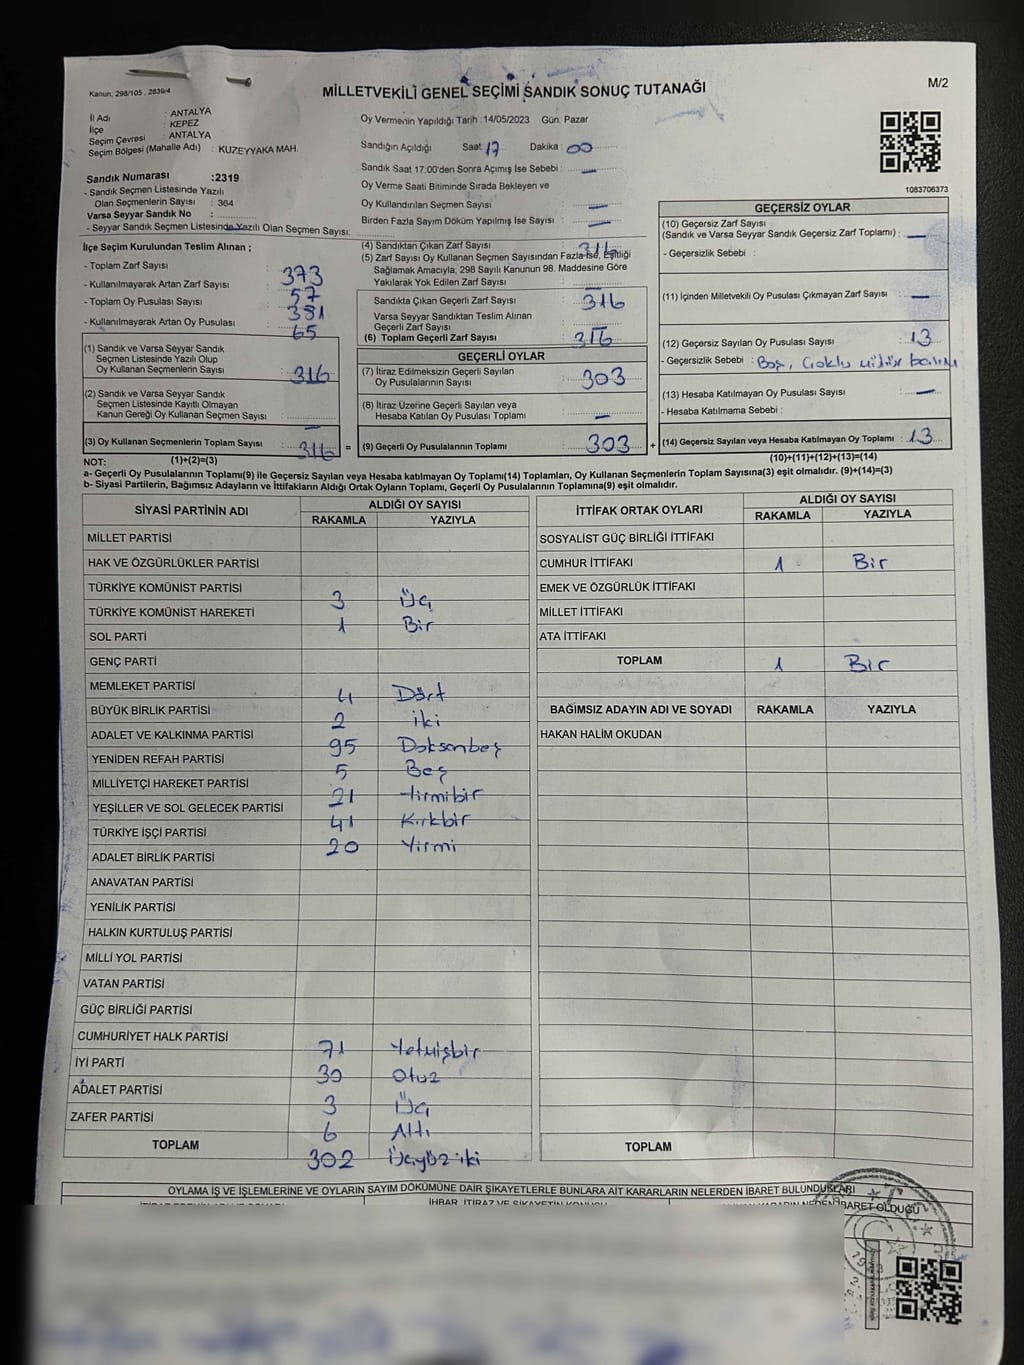 Kanun: 298/105, 2839/4
MİLLETVEKİLİ GENEL SEÇİMİ SANDIK SONUÇ TUTANAĞI
M/2
İl Adı : ANTALYA
İlçe : KEPEZ
Seçim Çevresi : ANTALYA
Seçim Bölgesi (Mahalle Adı) : KUZEYYAKA MAH.
Sandık Numarası :2319
- Sandık Seçmen Listesinde Yazılı
Olan Seçmenlerin Sayısı : 364
Varsa Seyyar Sandık No :
- Seyyar Sandık Seçmen Listesinde Yazılı Olan Seçmen Sayısı:
Oy Vermenin Yapıldığı Tarih :14/05/2023 Gün: Pazar
Sandığın Açıldığı Saat: 17 Dakika : 00
Sandık Saat 17:00'den Sonra Açımış İse Sebebi : —
Oy Verme Saati Bitiminde Sırada Bekleyen ve
Oy Kullandırılan Seçmen Sayısı : —
Birden Fazla Sayım Döküm Yapılmış İse Sayısı : —
1083706373
İlçe Seçim Kurulundan Teslim Alınan ;
- Toplam Zarf Sayısı : 373
- Kullanılmayarak Artan Zarf Sayısı : 57
- Toplam Oy Pusulası Sayısı : 381
- Kullanılmayarak Artan Oy Pusulası : 65
(1) Sandık ve Varsa Seyyar Sandık
Seçmen Listesinde Yazılı Olup
Oy Kullanan Seçmenlerin Sayısı : 316
(2) Sandık ve Varsa Seyyar Sandık
Seçmen Listesinde Kayıtlı Olmayan
Kanun Gereği Oy Kullanan Seçmen Sayısı : —
(3) Oy Kullanan Seçmenlerin Toplam Sayısı : 316 =
(1)+(2)=(3)
(4) Sandıktan Çıkan Zarf Sayısı : 316
(5) Zarf Sayısı Oy Kullanan Seçmen Sayısından Fazla İse, Eşitliği
Sağlamak Amacıyla, 298 Sayılı Kanunun 98. Maddesine Göre
Yakılarak Yok Edilen Zarf Sayısı :
Sandıkta Çıkan Geçerli Zarf Sayısı : 316
Varsa Seyyar Sandıktan Teslim Alınan
Geçerli Zarf Sayısı :
(6) Toplam Geçerli Zarf Sayısı : 316
GEÇERLİ OYLAR
(7) İtiraz Edilmeksizin Geçerli Sayılan
Oy Pusulalarının Sayısı : 303
(8) İtiraz Üzerine Geçerli Sayılan veya
Hesaba Katılan Oy Pusulası Toplamı : —
(9) Geçerli Oy Pusulalarının Toplamı : 303 +
GEÇERSİZ OYLAR
(10) Geçersiz Zarf Sayısı
(Sandık ve Varsa Seyyar Sandık Geçersiz Zarf Toplamı) : —
- Geçersizlik Sebebi :
(11) İçinden Milletvekili Oy Pusulası Çıkmayan Zarf Sayısı : —
(12) Geçersiz Sayılan Oy Pusulası Sayısı : 13
- Geçersizlik Sebebi : Boş, Çoklu mühür basımı
(13) Hesaba Katılmayan Oy Pusulası Sayısı : —
- Hesaba Katılmama Sebebi :
(14) Geçersiz Sayılan veya Hesaba Katılmayan Oy Toplamı : 13
(10)+(11)+(12)+(13)=(14)
NOT:
a- Geçerli Oy Pusulalarının Toplamı(9) ile Geçersiz Sayılan veya Hesaba Katılmayan Oy Toplamı(14) Toplamları, Oy Kullanan Seçmenlerin Toplam Sayısına(3) eşit olmalıdır. (9)+(14)=(3)
b- Siyasi Partilerin, Bağımsız Adayların ve İttifakların Aldığı Ortak Oyların Toplamı, Geçerli Oy Pusulalarının Toplamına(9) eşit olmalıdır.
SİYASİ PARTİNİN ADI ALDIĞI OY SAYISI
RAKAMLA YAZIYLA
MİLLET PARTİSİ
HAK VE ÖZGÜRLÜKLER PARTİSİ
TÜRKİYE KOMÜNİST PARTİSİ 3 Üç
TÜRKİYE KOMÜNİST HAREKETİ 1 Bir
SOL PARTİ
GENÇ PARTİ
MEMLEKET PARTİSİ 4 Dört
BÜYÜK BİRLİK PARTİSİ 2 iki
ADALET VE KALKINMA PARTİSİ 95 Doksanbeş
YENİDEN REFAH PARTİSİ 5 Beş
MİLLİYETÇİ HAREKET PARTİSİ 21 Yirmibir
YEŞİLLER VE SOL GELECEK PARTİSİ 41 Kırkbir
TÜRKİYE İŞÇİ PARTİSİ 20 Yirmi
ADALET BİRLİK PARTİSİ
ANAVATAN PARTİSİ
YENİLİK PARTİSİ
HALKIN KURTULUŞ PARTİSİ
MİLLİ YOL PARTİSİ
VATAN PARTİSİ
GÜÇ BİRLİĞİ PARTİSİ
CUMHURİYET HALK PARTİSİ 71 Yetmişbir
İYİ PARTİ 30 Otuz
ADALET PARTİSİ 3 Üç
ZAFER PARTİSİ 6 Altı
TOPLAM 302 Üçyüz iki
İTTİFAK ORTAK OYLARI ALDIĞI OY SAYISI
RAKAMLA YAZIYLA
SOSYALİST GÜÇ BİRLİĞİ İTTİFAKI
CUMHUR İTTİFAKI 1 Bir
EMEK VE ÖZGÜRLÜK İTTİFAKI
MİLLET İTTİFAKI
ATA İTTİFAKI
TOPLAM 1 Bir
BAĞIMSIZ ADAYIN ADI VE SOYADI RAKAMLA YAZIYLA
HAKAN HALİM OKUDAN
TOPLAM
OYLAMA İŞ VE İŞLEMLERİNE VE OYLARIN SAYIM DÖKÜMÜNE DAİR ŞİKAYETLERLE BUNLARA AİT KARARLARIN NELERDEN İBARET BULUNDUKLARI
İHBAR, İTİRAZ VE ŞİKAYETİN KONUSU
NEDEN İBARET OLDUĞU